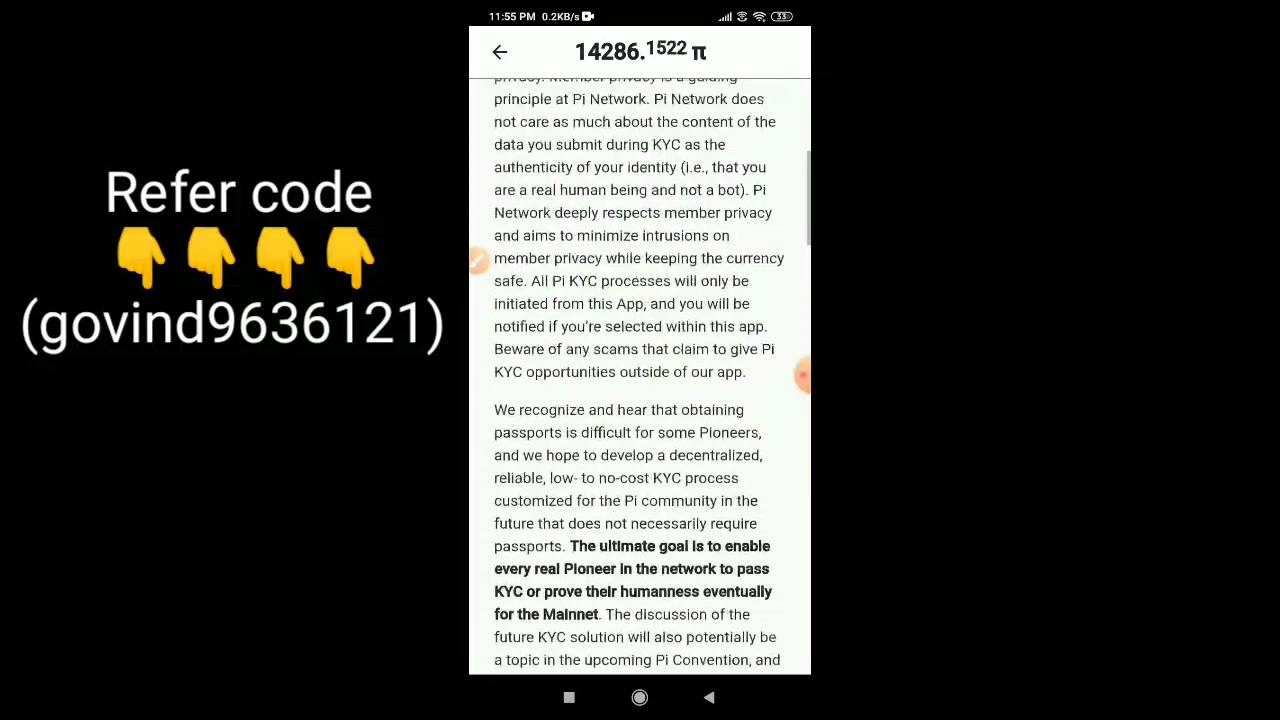 11:55 PM 0.2KB/s
33
14286.1522 π
privacy). Member privacy is a guiding
principle at Pi Network. Pi Network does
not care as much about the content of the
data you submit during KYC as the
authenticity of your identity (i.e., that you
are a real human being and not a bot). Pi
Network deeply respects member privacy
and aims to minimize intrusions on
member privacy while keeping the currency
safe. All Pi KYC processes will only be
initiated from this App, and you will be
notified if you’re selected within this app.
Beware of any scams that claim to give Pi
KYC opportunities outside of our app.
We recognize and hear that obtaining
passports is difficult for some Pioneers,
and we hope to develop a decentralized,
reliable, low- to no-cost KYC process
customized for the Pi community in the
future that does not necessarily require
passports. The ultimate goal is to enable
every real Pioneer in the network to pass
KYC or prove their humanness eventually
for the Mainnet. The discussion of the
future KYC solution will also potentially be
a topic in the upcoming Pi Convention, and
Refer code
👇👇👇👇
(govind9636121)